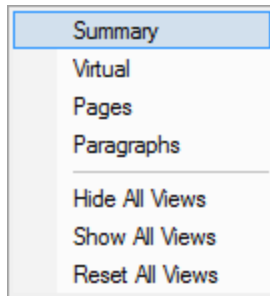 Summary
Virtual
Pages
Paragraphs
Hide All Views
Show All Views
Reset All Views